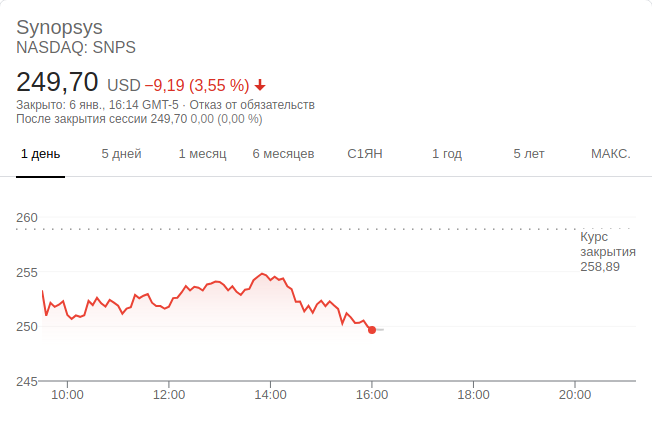 Synopsys
NASDAQ: SNPS
249,70 USD −9,19 (3,55 %)
Закрыто: 6 янв., 16:14 GMT-5 · Отказ от обязательств
После закрытия сессии 249,70 0,00 (0,00 %)
1 день 5 дней 1 месяц 6 месяцев С1ЯН 1 год 5 лет МАКС.
260
Курс
закрытия
258,89
255
250
245
10:00 12:00 14:00 16:00 18:00 20:00